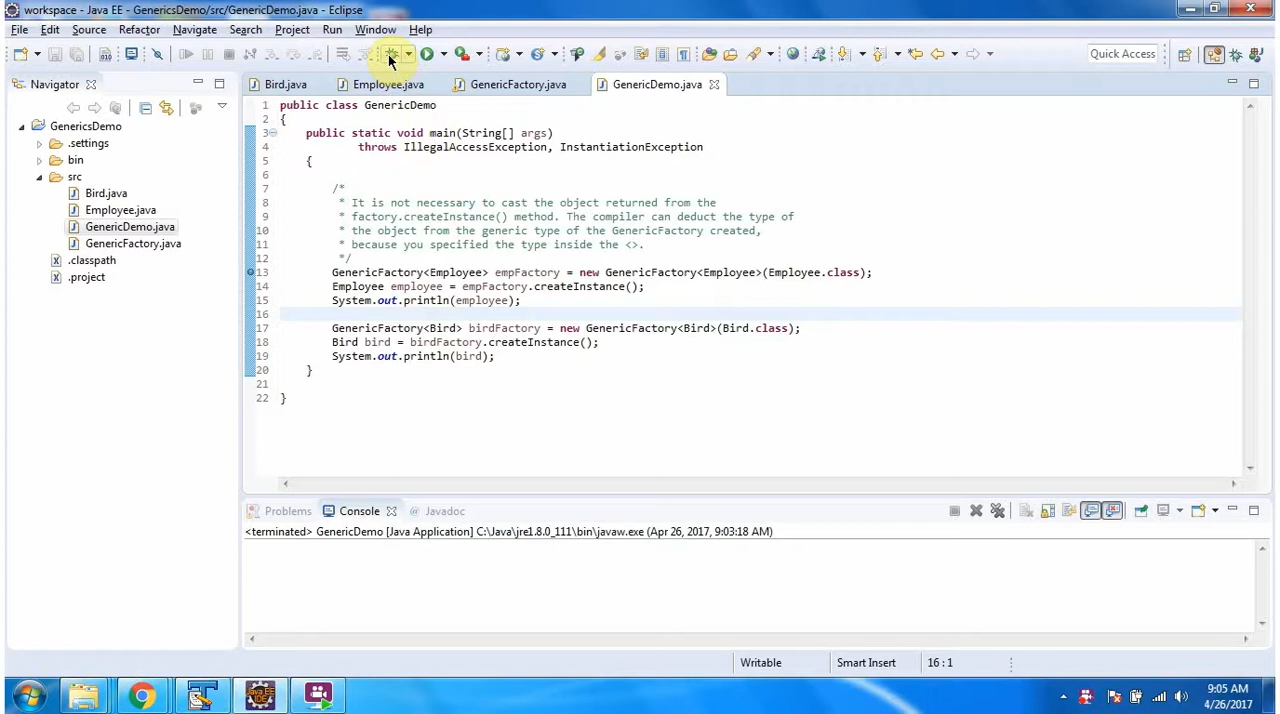 workspace - Java EE - GenericsDemo/src/GenericDemo.java - Eclipse
File Edit Source Refactor Navigate Search Project Run Window Help
Quick Access
Navigator
Bird.java
Employee.java
GenericFactory.java
GenericDemo.java
GenericsDemo
.settings
bin
src
Bird.java
Employee.java
GenericDemo.java
GenericFactory.java
.classpath
.project
1 public class GenericDemo
2 {
3 public static void main(String[] args)
4 throws IllegalAccessException, InstantiationException
5 {
6
7 /*
8 * It is not necessary to cast the object returned from the
9 * factory.createInstance() method. The compiler can deduct the type of
10 * the object from the generic type of the GenericFactory created,
11 * because you specified the type inside the <>.
12 */
13 GenericFactory<Employee> empFactory = new GenericFactory<Employee>(Employee.class);
14 Employee employee = empFactory.createInstance();
15 System.out.println(employee);
16
17 GenericFactory<Bird> birdFactory = new GenericFactory<Bird>(Bird.class);
18 Bird bird = birdFactory.createInstance();
19 System.out.println(bird);
20 }
21
22 }
Problems Console Javadoc
<terminated> GenericDemo [Java Application] C:\Java\jre1.8.0_111\bin\javaw.exe (Apr 26, 2017, 9:03:18 AM)
Writable Smart Insert 16 : 1
Java EE
IDE
9:05 AM
4/26/2017